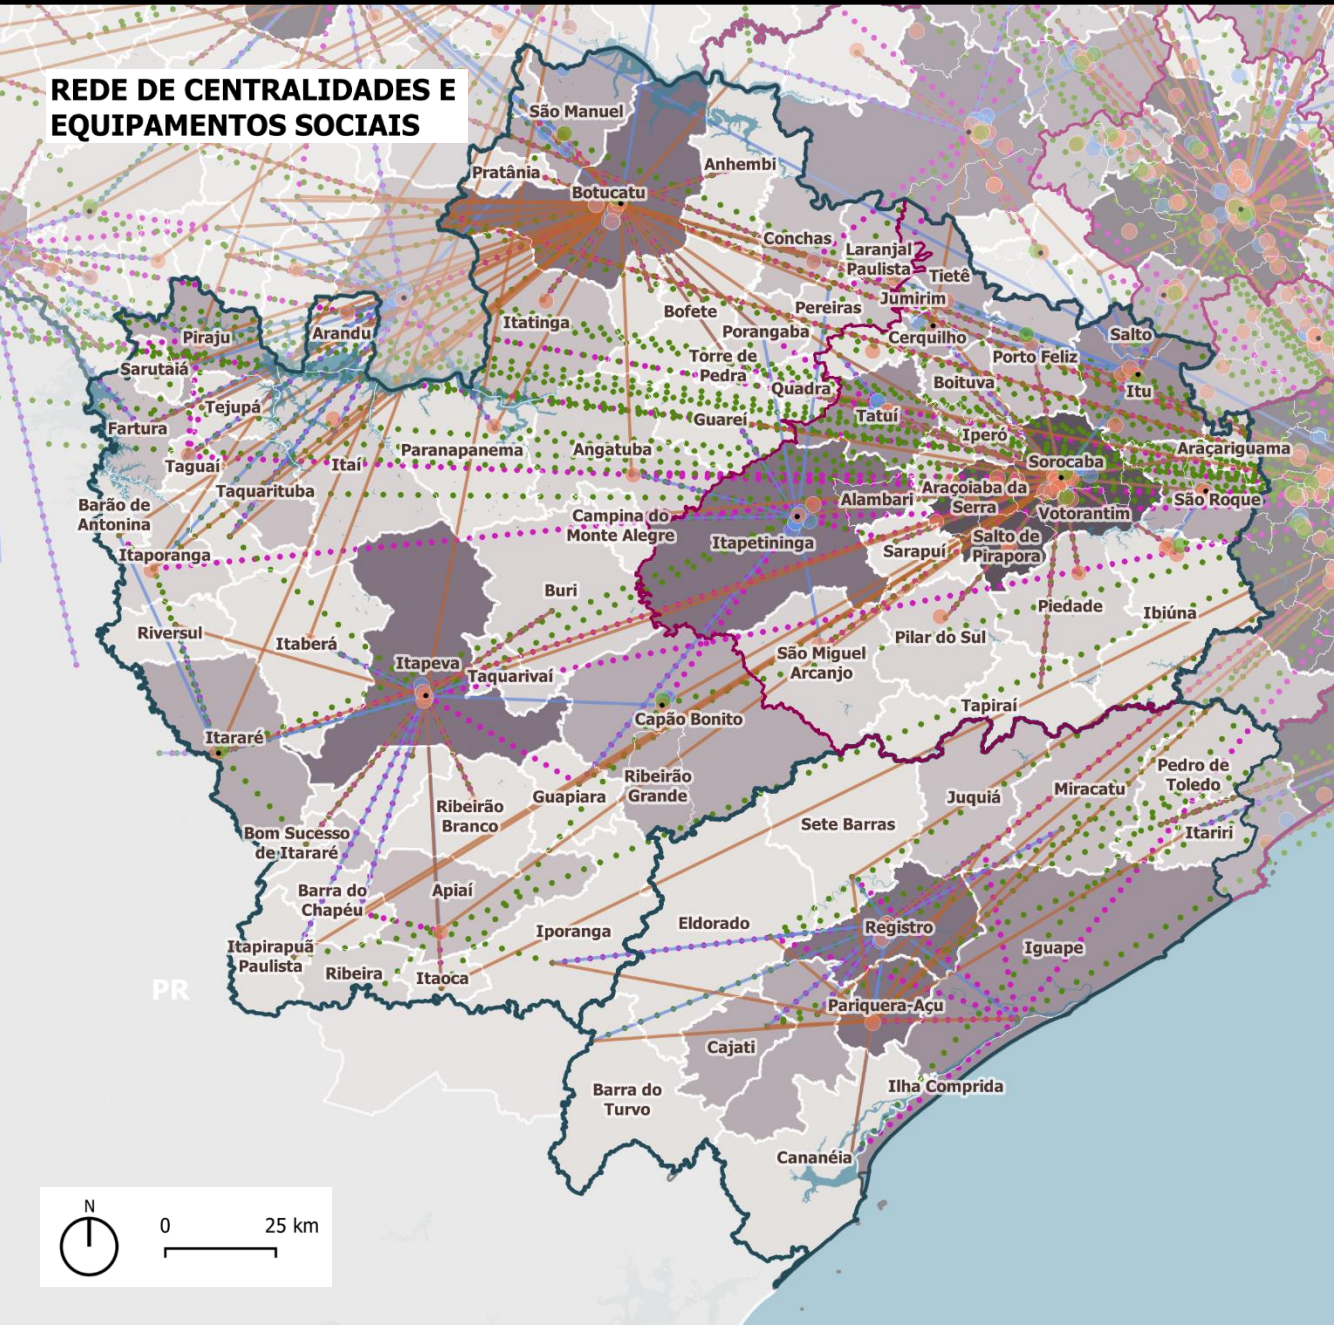 REDE DE CENTRALIDADES E
EQUIPAMENTOS SOCIAIS
São Manuel
Pratânia
Anhembi
Botucatu
Conchas
Laranjal
Paulista
Tietê
Jumirim
Pereiras
Bofete
Itatinga
Porangaba
Cerquilho
Salto
Piraju
Arandu
Porto Feliz
Torre de
Pedra
Sarutaiá
Quadra
Boituva
Itu
Tejupá
Tatuí
Guareí
Fartura
Iperó
Paranapanema
Angatuba
Araçariguama
Taguaí
Itaí
Sorocaba
Taquarituba
Araçoiaba da
Serra
Alambari
São Roque
Barão de
Antonina
Campina do
Monte Alegre
Votorantim
Itapetininga
Salto de
Pirapora
Sarapuí
Itaporanga
Buri
Piedade
Ibiúna
Riversul
Itaberá
Pilar do Sul
São Miguel
Arcanjo
Itapeva
Taquarivaí
Tapiraí
Capão Bonito
Itararé
Ribeirão
Grande
Pedro de
Toledo
Guapiara
Juquiá
Miracatu
Ribeirão
Branco
Sete Barras
Itariri
Bom Sucesso
de Itararé
Barra do
Chapéu
Apiaí
Eldorado
Registro
Iporanga
Iguape
Itapirapuã
Paulista
Ribeira
Itaoca
PR
Pariquera-Açu
Cajati
Ilha Comprida
Barra do
Turvo
Cananéia
N
0 25 km